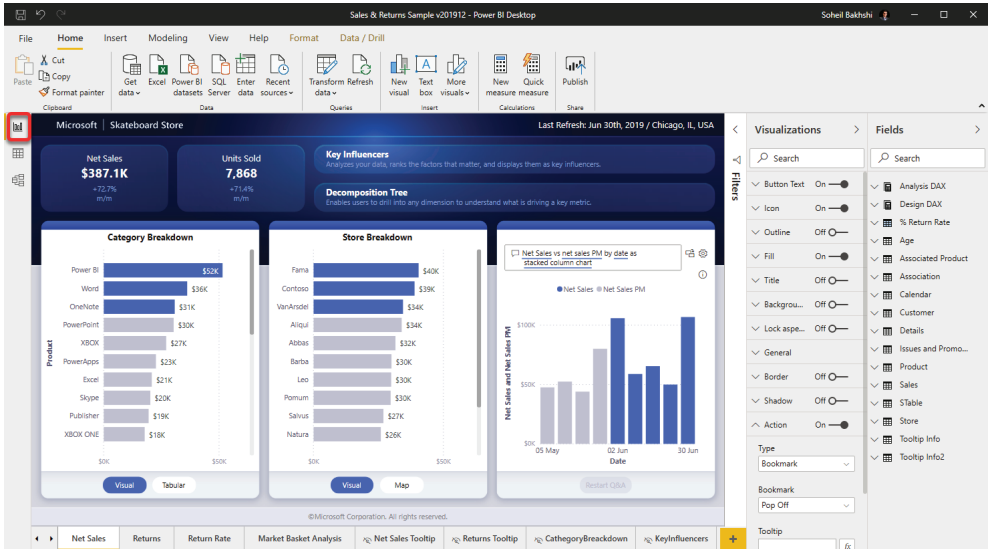 Sales & Returns Sample v201912 - Power BI Desktop
Soheil Bakhshi
File Home Insert Modeling View Help Format Data / Drill
Paste
Cut
Copy
Format painter
Clipboard
Get data
Excel
Power BI datasets
SQL Server
Enter data
Recent sources
Data
Transform data
Refresh
Queries
New visual
Text box
More visuals
Insert
New measure
Quick measure
Calculations
Publish
Share
Microsoft | Skateboard Store
Last Refresh: Jun 30th, 2019 / Chicago, IL, USA
Net Sales
$387.1K
+72.7%
m/m
Units Sold
7,868
+71.4%
m/m
Key Influencers
Analyzes your data, ranks the factors that matter, and displays them as key influencers.
Decomposition Tree
Enables users to drill into any dimension to understand what is driving a key metric.
Category Breakdown
Product
Power BI $52K
Word $36K
OneNote $31K
PowerPoint $30K
XBOX $27K
PowerApps $23K
Excel $21K
Skype $20K
Publisher $19K
XBOX ONE $18K
$0K $50K
Visual Tabular
Store Breakdown
Fama $40K
Contoso $39K
VanArsdel $34K
Aliqui $34K
Abbas $32K
Barba $30K
Leo $30K
Pomum $30K
Salvus $27K
Natura $26K
$0K $50K
Visual Map
Net Sales vs net sales PM by date as
stacked column chart
Net Sales Net Sales PM
Net Sales and Net Sales PM
$100K
$50K
$0K
05 May 02 Jun 30 Jun
Date
Restart Q&A
©Microsoft Corporation. All rights reserved.
Filters
Visualizations
Search
Button Text On
Icon On
Outline Off
Fill On
Title Off
Backgrou... Off
Lock aspe... Off
General
Border Off
Shadow Off
Action On
Type
Bookmark
Bookmark
Pop Off
Tooltip
fx
Fields
Search
Analysis DAX
Design DAX
% Return Rate
Age
Associated Product
Association
Calendar
Customer
Details
Issues and Promo...
Product
Sales
STable
Store
Tooltip Info
Tooltip Info2
Net Sales Returns Return Rate Market Basket Analysis Net Sales Tooltip Returns Tooltip CathegoryBreakdown KeyInfluencers +